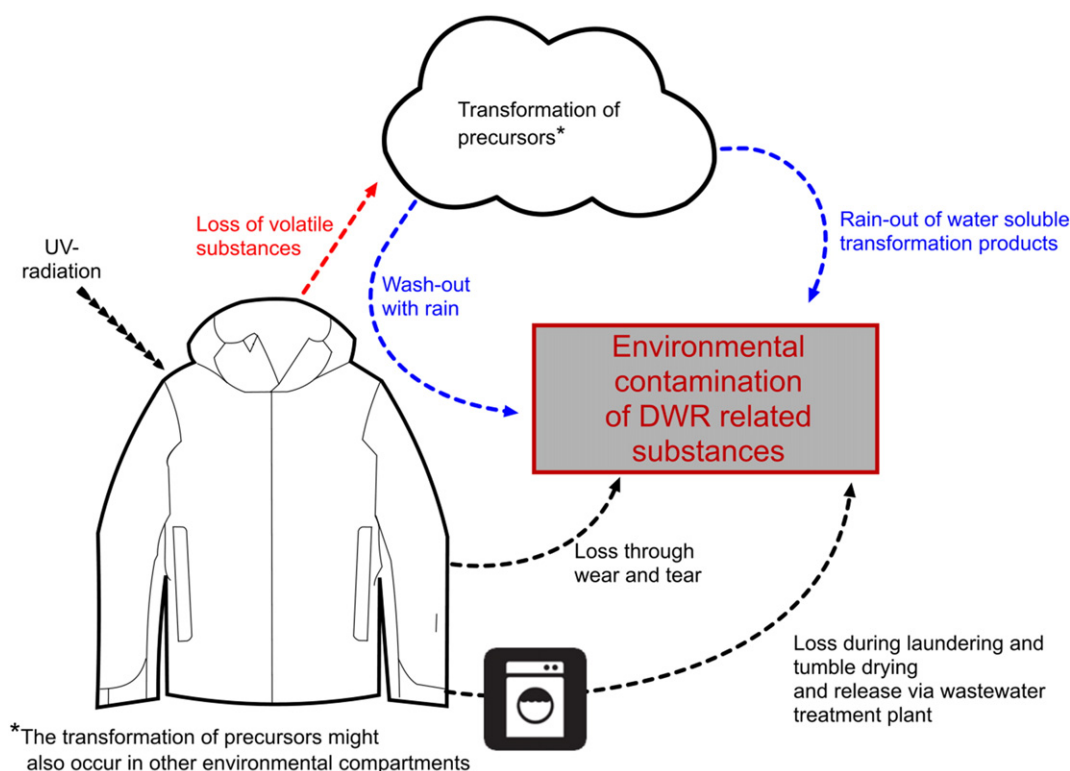 Transformation of
precursors*
Loss of volatile
substances
UV-
radiation
Wash-out
with rain
Rain-out of water soluble
transformation products
Environmental
contamination
of DWR related
substances
Loss through
wear and tear
Loss during laundering and
tumble drying
and release via wastewater
treatment plant
*The transformation of precursors might
also occur in other environmental compartments